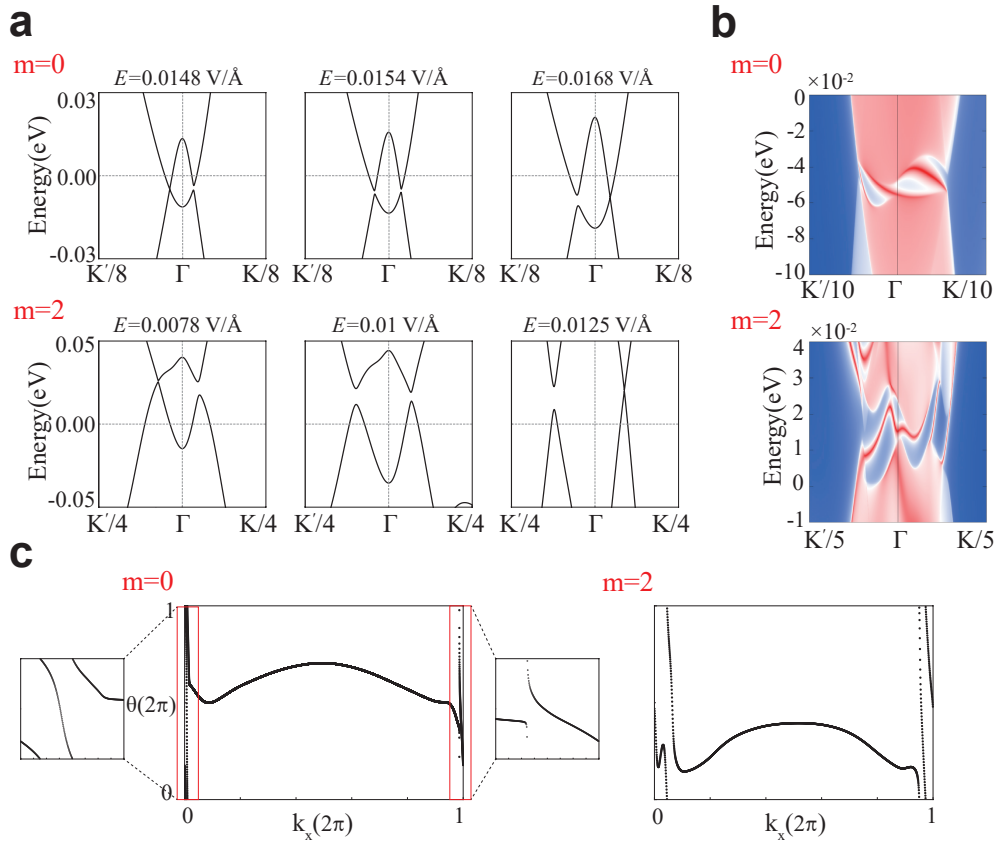 a
m=0
E=0.0148 V/Å
E=0.0154 V/Å
E=0.0168 V/Å
Energy(eV)
0.03
0.00
-0.03
K′/8
Γ
K/8
K′/8
Γ
K/8
K′/8
Γ
K/8
m=2
E=0.0078 V/Å
E=0.01 V/Å
E=0.0125 V/Å
Energy(eV)
0.05
0.00
-0.05
K′/4
Γ
K/4
K′/4
Γ
K/4
K′/4
Γ
K/4
b
m=0
×10⁻²
Energy(eV)
0
-2
-4
-6
-8
-10
K′/10
Γ
K/10
m=2
×10⁻²
Energy(eV)
4
3
2
1
0
-1
K′/5
Γ
K/5
c
m=0
1
θ(2π)
0
0
1
kₓ(2π)
m=2
0
1
kₓ(2π)